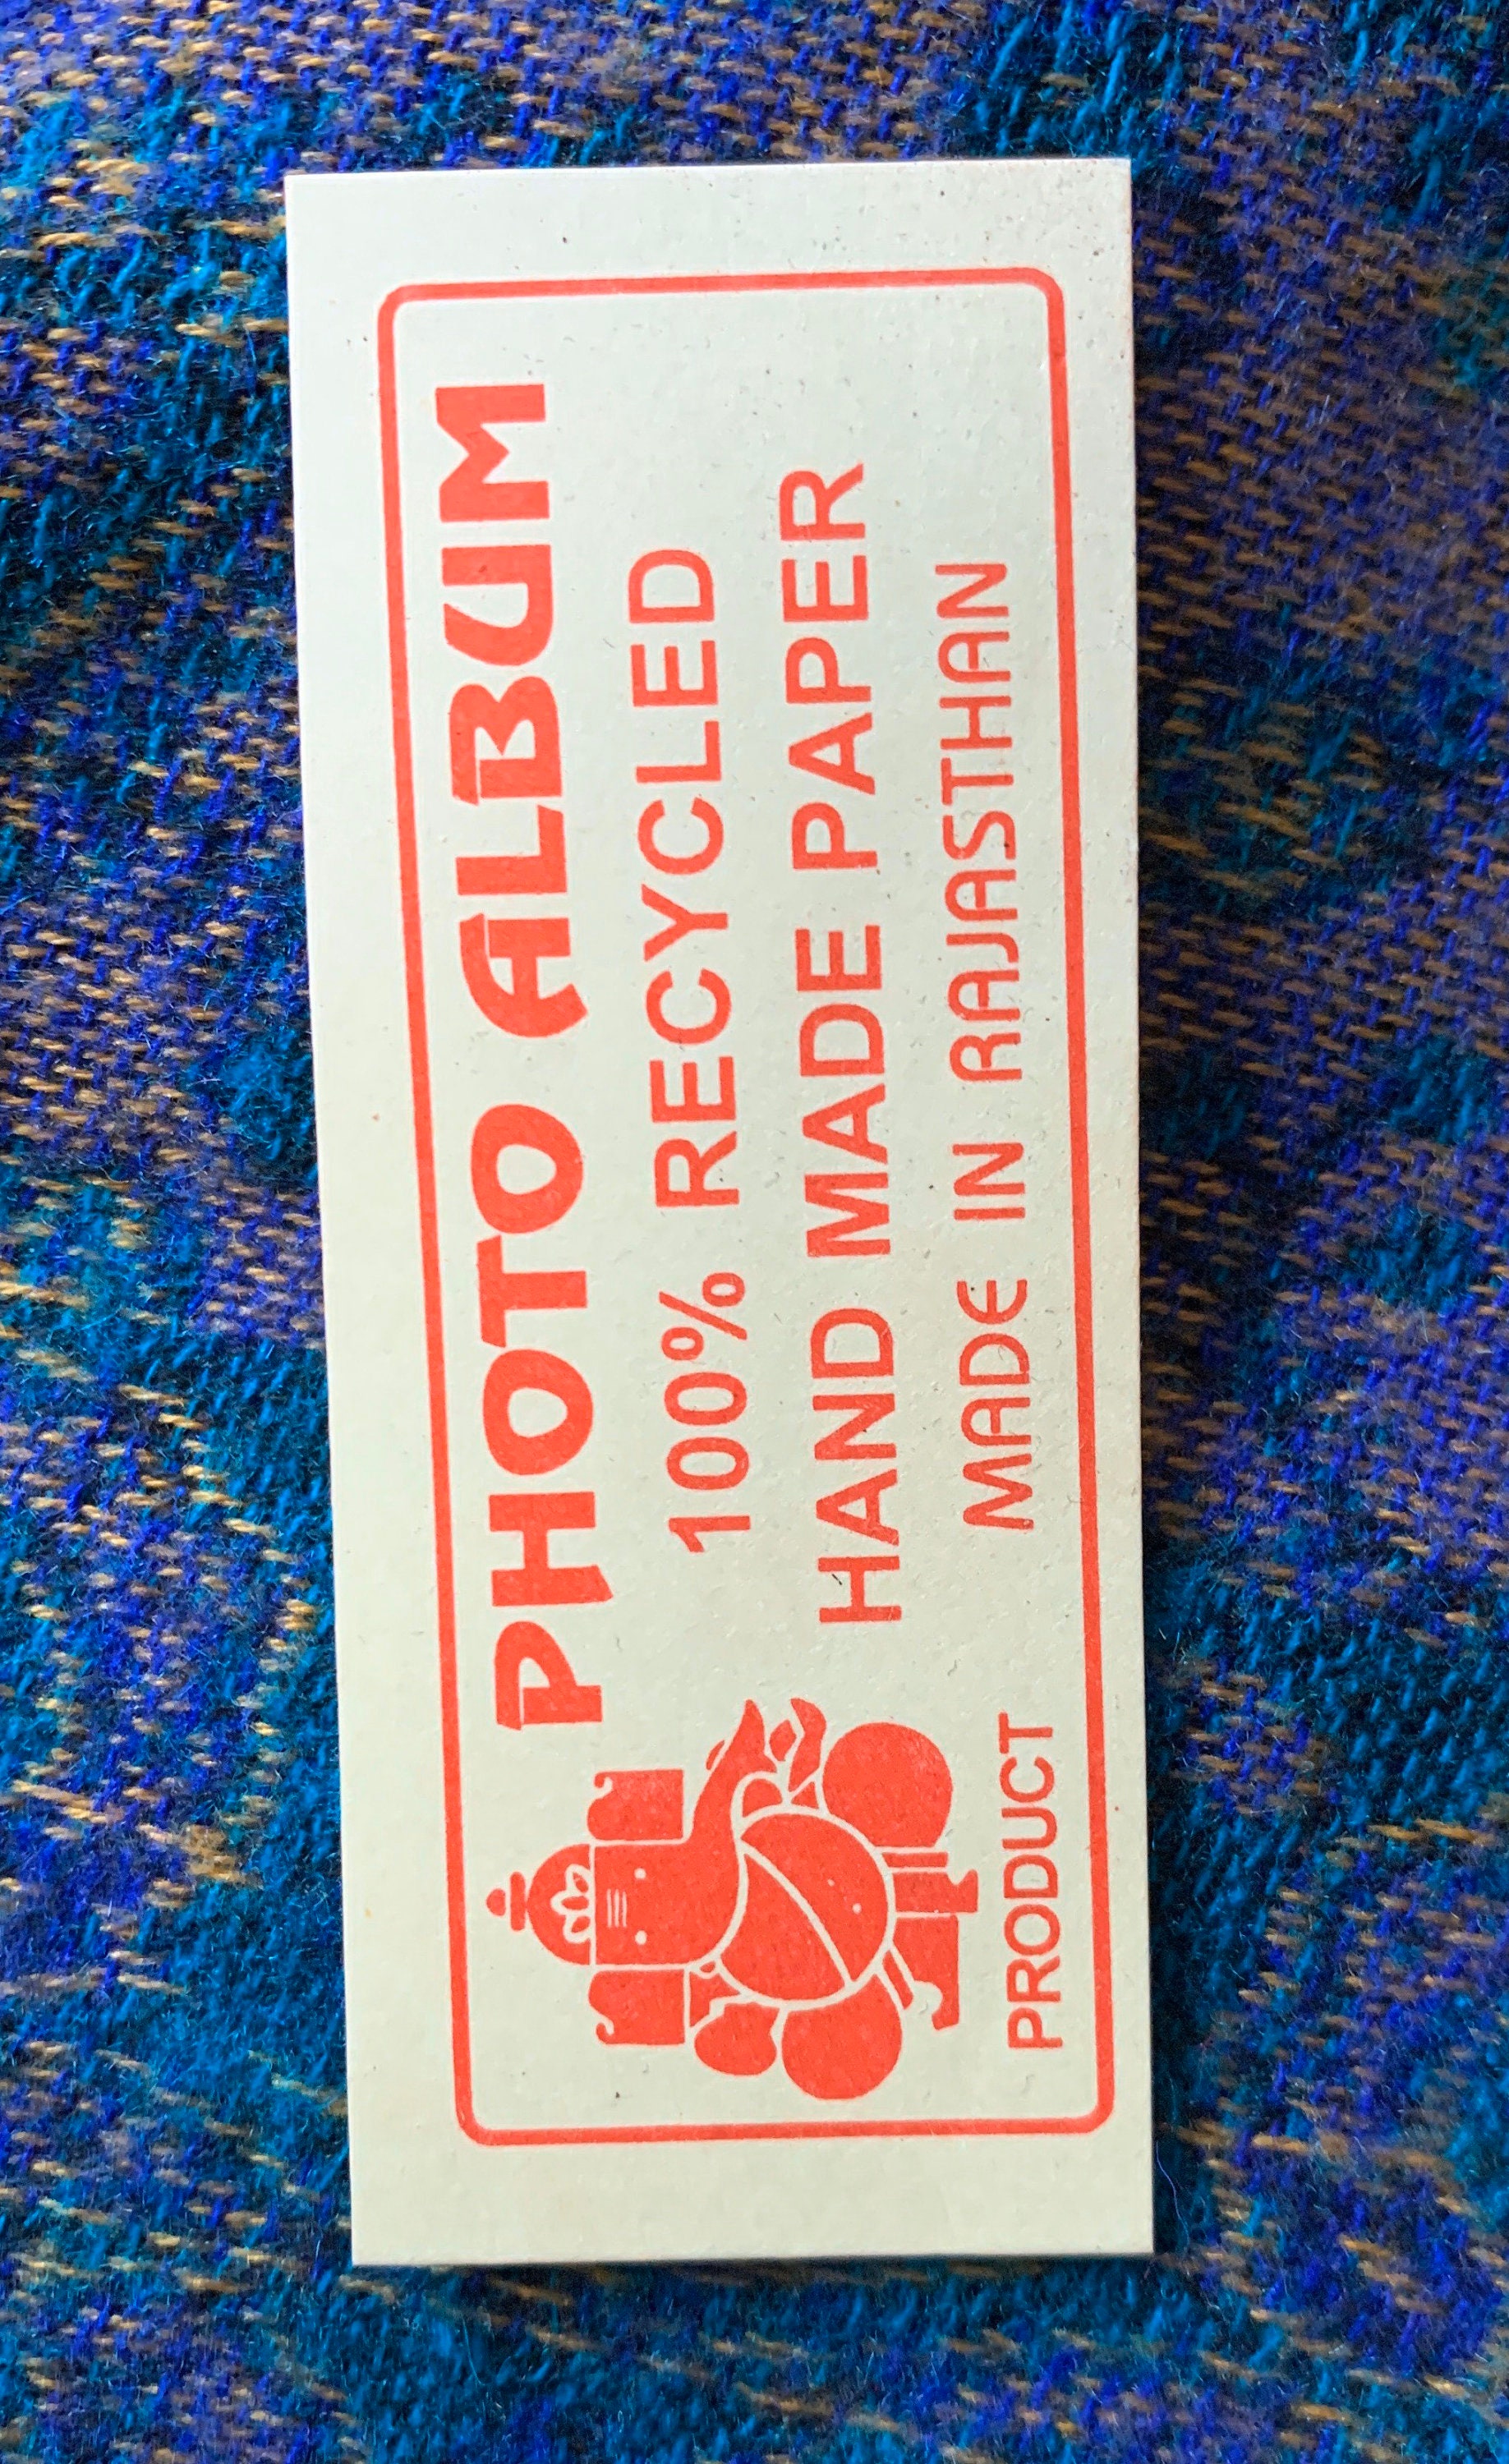 PHOTO ALBUM
100% RECYCLED
HAND MADE PAPER
MADE IN RAJASTHAN
PRODUCT